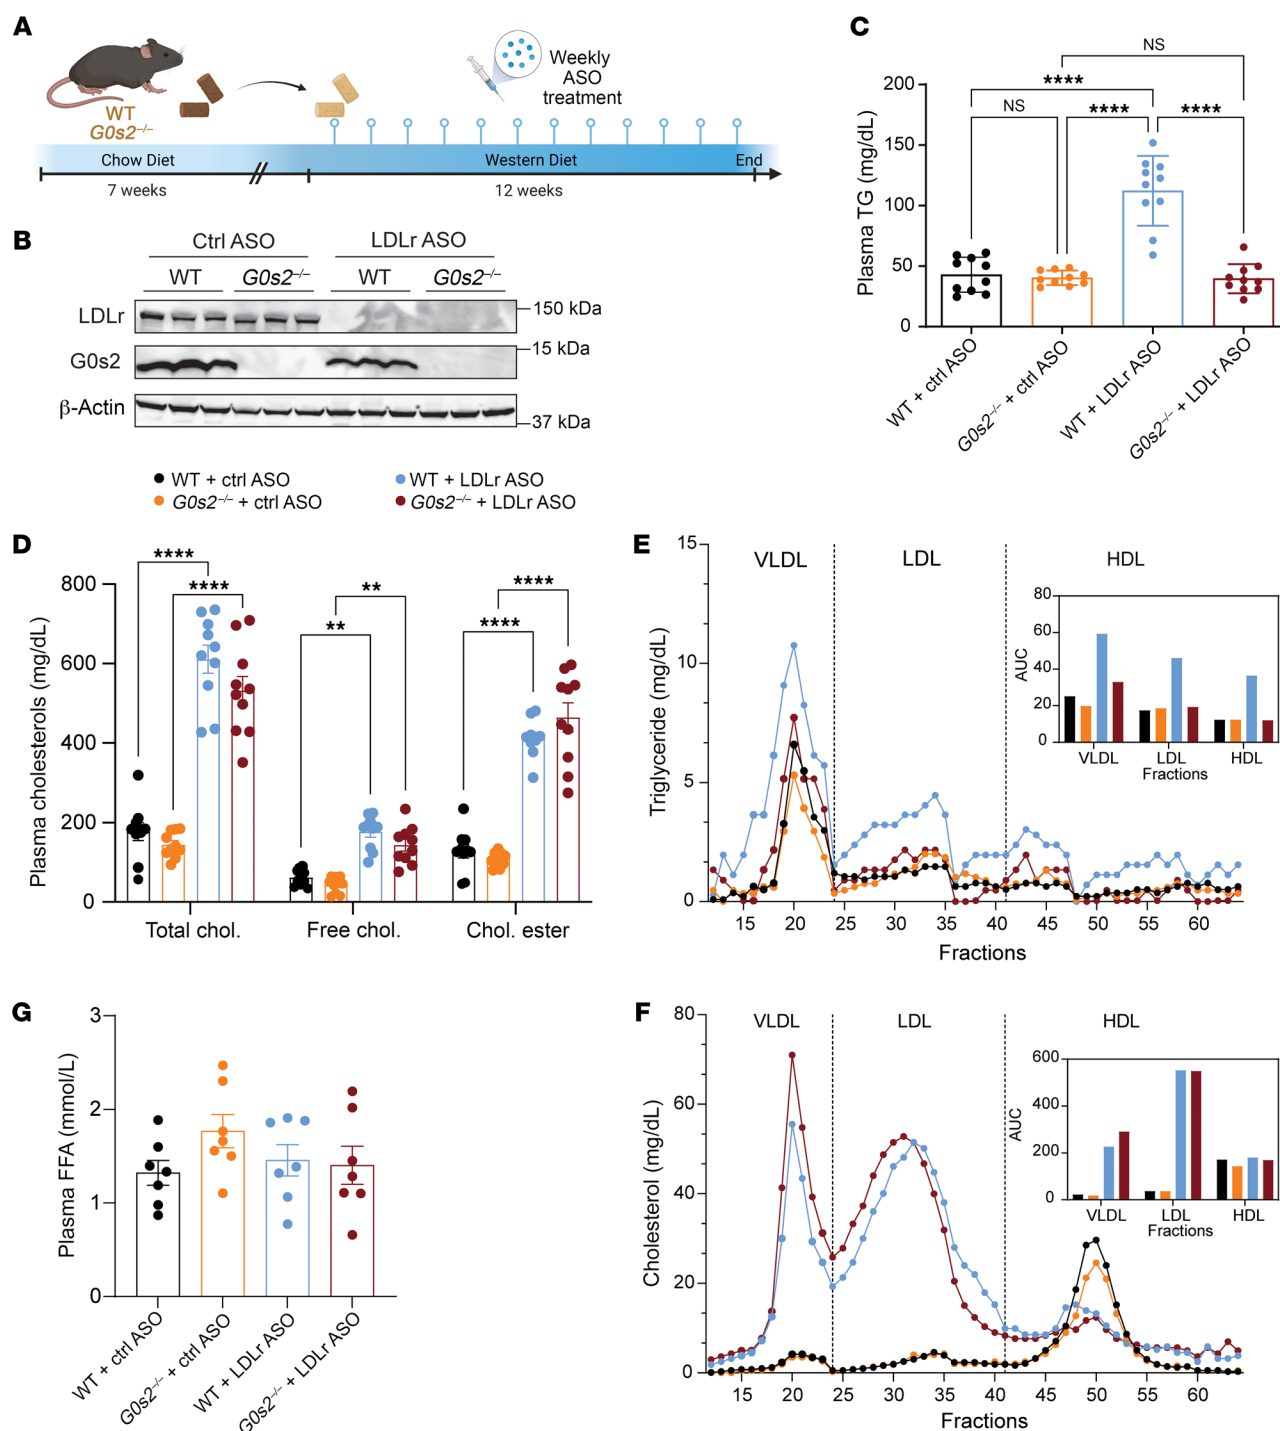 A
WT
G0s2–/–
Weekly
ASO
treatment
Chow Diet
Western Diet
End
7 weeks
12 weeks
B
Ctrl ASO
LDLr ASO
WT
G0s2–/–
WT
G0s2–/–
LDLr
150 kDa
G0s2
15 kDa
β-Actin
37 kDa
C
NS
****
NS
****
****
Plasma TG (mg/dL)
200
150
100
50
0
WT + ctrl ASO
G0s2–/– + ctrl ASO
WT + LDLr ASO
G0s2–/– + LDLr ASO
WT + ctrl ASO
WT + LDLr ASO
G0s2–/– + ctrl ASO
G0s2–/– + LDLr ASO
D
Plasma cholesterols (mg/dL)
800
600
400
200
0
****
****
**
**
****
****
Total chol.
Free chol.
Chol. ester
E
Triglyceride (mg/dL)
15
10
5
0
VLDL
LDL
HDL
AUC
80
60
40
20
0
VLDL
LDL
HDL
Fractions
15
20
25
30
35
40
45
50
55
60
Fractions
G
Plasma FFA (mmol/L)
3
2
1
0
WT + ctrl ASO
G0s2–/– + ctrl ASO
WT + LDLr ASO
G0s2–/– + LDLr ASO
F
Cholesterol (mg/dL)
80
60
40
20
0
VLDL
LDL
HDL
AUC
600
400
200
0
VLDL
LDL
HDL
Fractions
15
20
25
30
35
40
45
50
55
60
Fractions